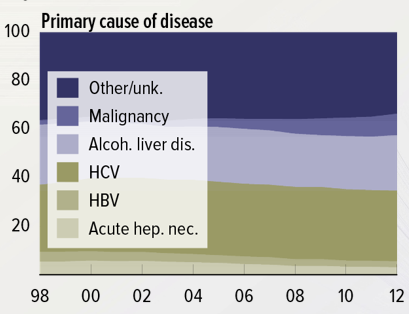 Primary cause of disease
100
80
60
40
20
Other/unk.
Malignancy
Alcoh. liver dis.
HCV
HBV
Acute hep. nec.
98 00 02 04 06 08 10 12